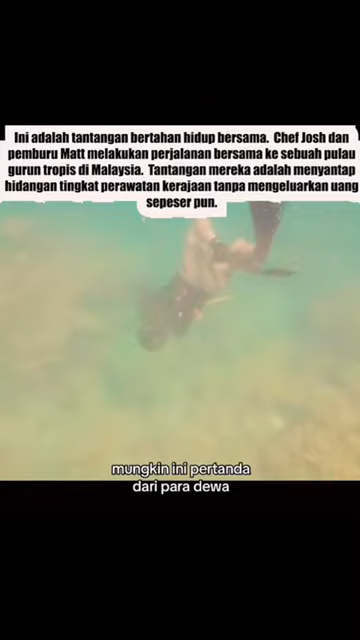 Ini adalah tantangan bertahan hidup bersama. Chef Josh dan
pemburu Matt melakukan perjalanan bersama ke sebuah pulau
gurun tropis di Malaysia. Tantangan mereka adalah menyantap
hidangan tingkat perawatan kerajaan tanpa mengeluarkan uang
sepeser pun.
mungkin ini pertanda
dari para dewa